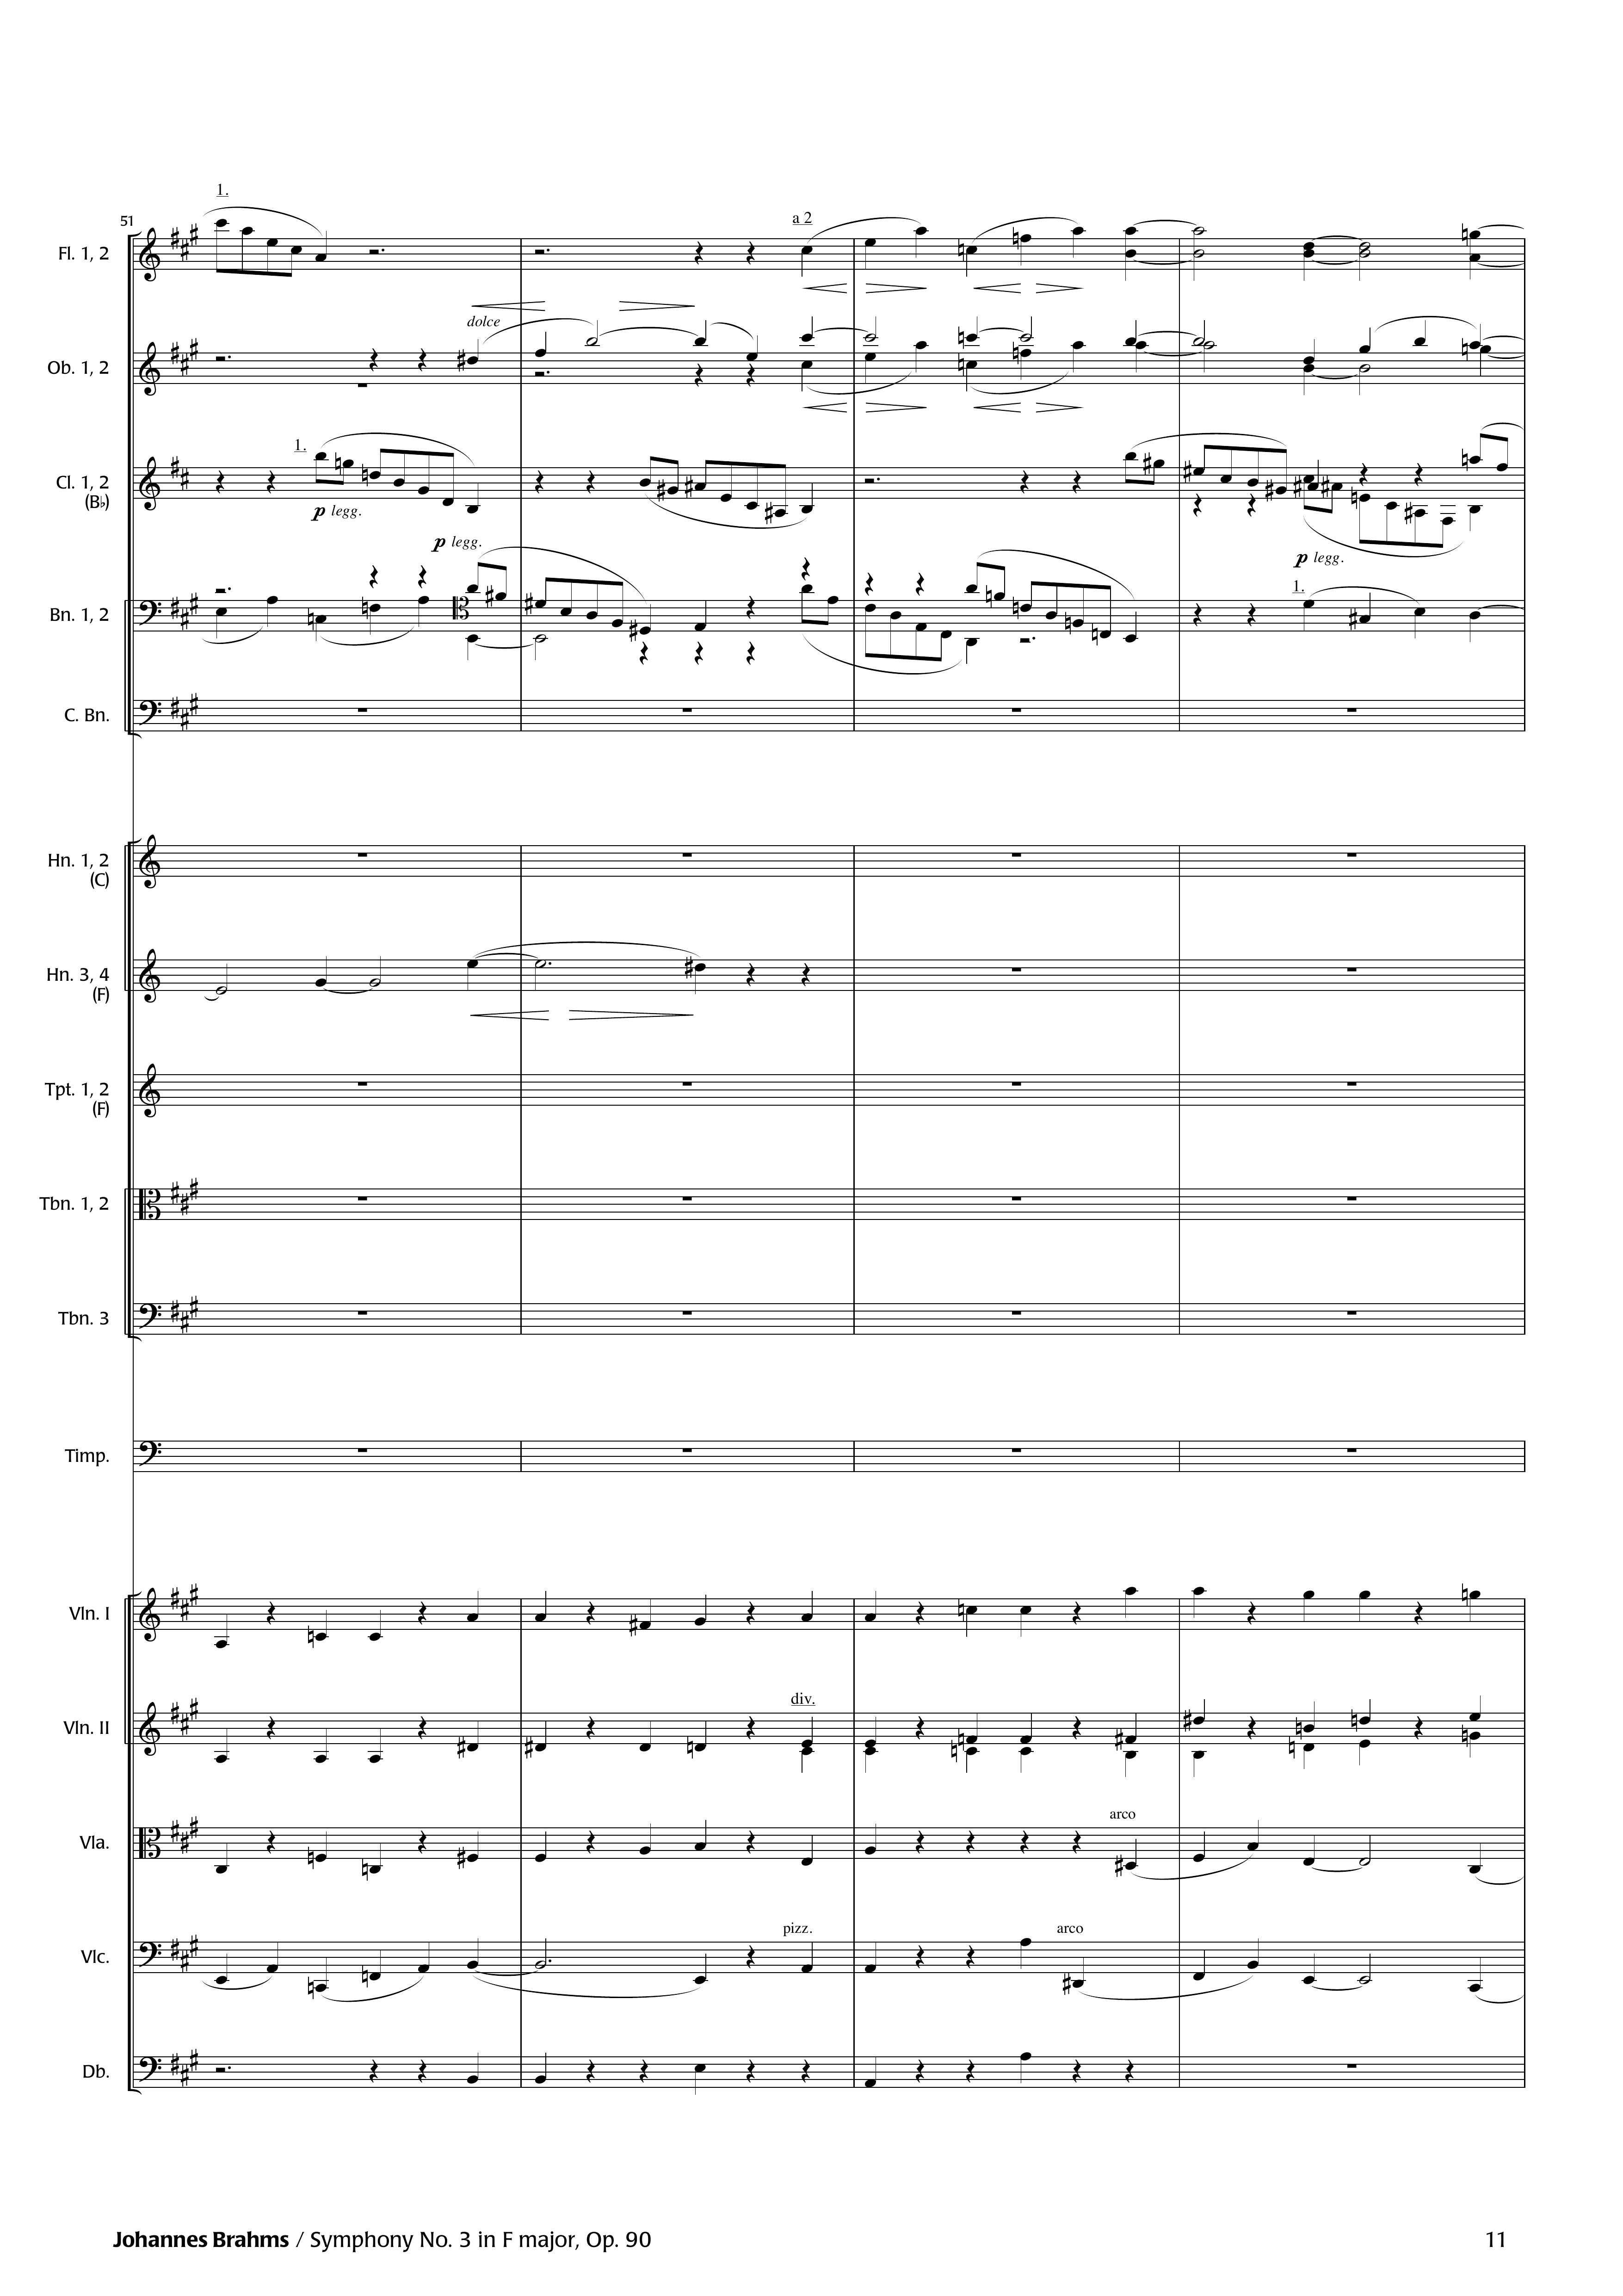 1.
51
a 2
Fl. 1, 2
dolce
Ob. 1, 2
1.
Cl. 1, 2
(B♭)
p legg.
p legg.
p legg.
1.
Bn. 1, 2
C. Bn.
Hn. 1, 2
(C)
Hn. 3, 4
(F)
Tpt. 1, 2
(F)
Tbn. 1, 2
Tbn. 3
Timp.
Vln. I
div.
Vln. II
arco
Vla.
pizz.
arco
Vlc.
Db.
Johannes Brahms / Symphony No. 3 in F major, Op. 90
11